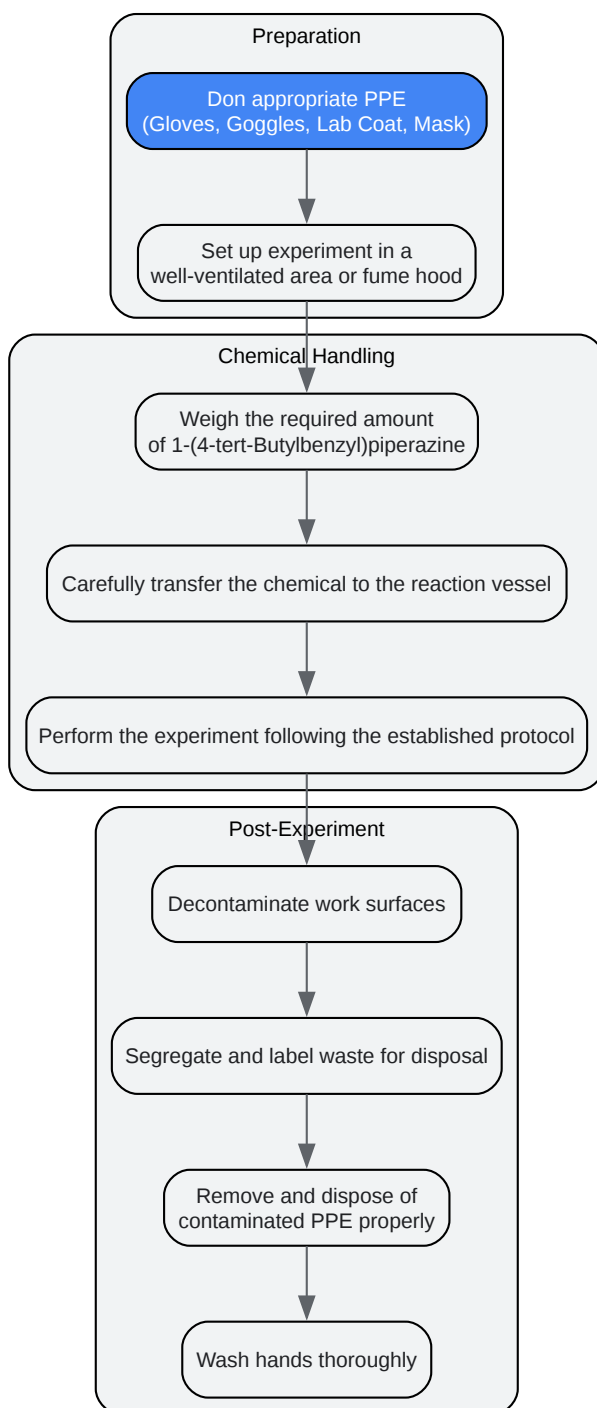 Preparation
Don appropriate PPE
(Gloves, Goggles, Lab Coat, Mask)
Set up experiment in a
well-ventilated area or fume hood
Chemical Handling
Weigh the required amount
of 1-(4-tert-Butylbenzyl)piperazine
Carefully transfer the chemical to the reaction vessel
Perform the experiment following the established protocol
Post-Experiment
Decontaminate work surfaces
Segregate and label waste for disposal
Remove and dispose of
contaminated PPE properly
Wash hands thoroughly